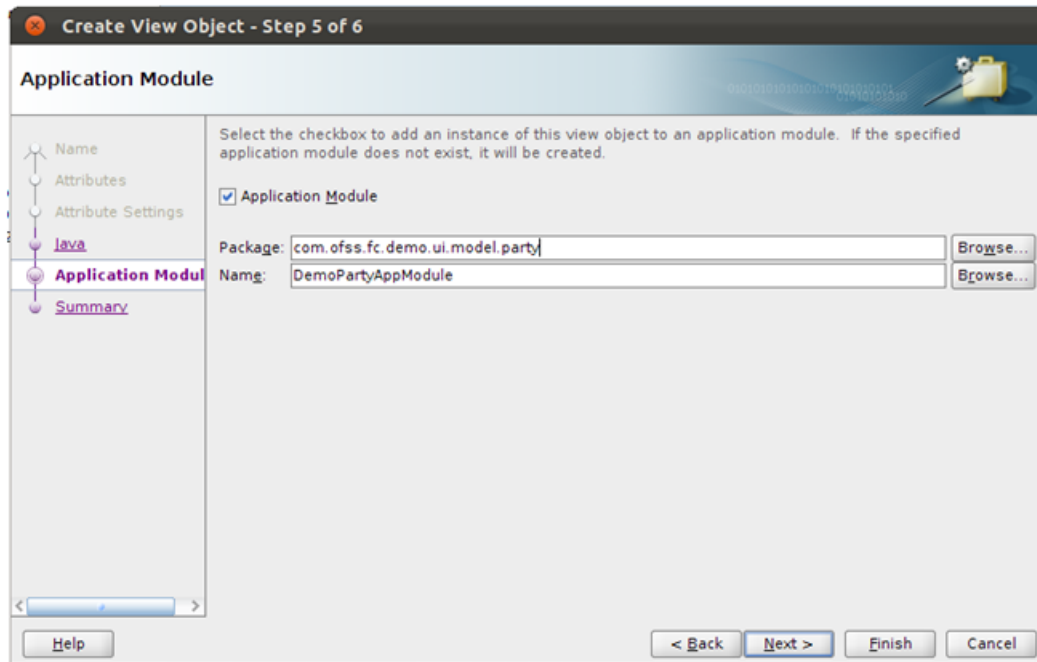 Create View Object - Step 5 of 6
Application Module
Name
Attributes
Attribute Settings
Java
Application Modul
Summary
Select the checkbox to add an instance of this view object to an application module.  If the specified
application module does not exist, it will be created.
Application Module
Package: com.ofss.fc.demo.ui.model.party Browse...
Name: DemoPartyAppModule Browse...
Help < Back Next > Finish Cancel